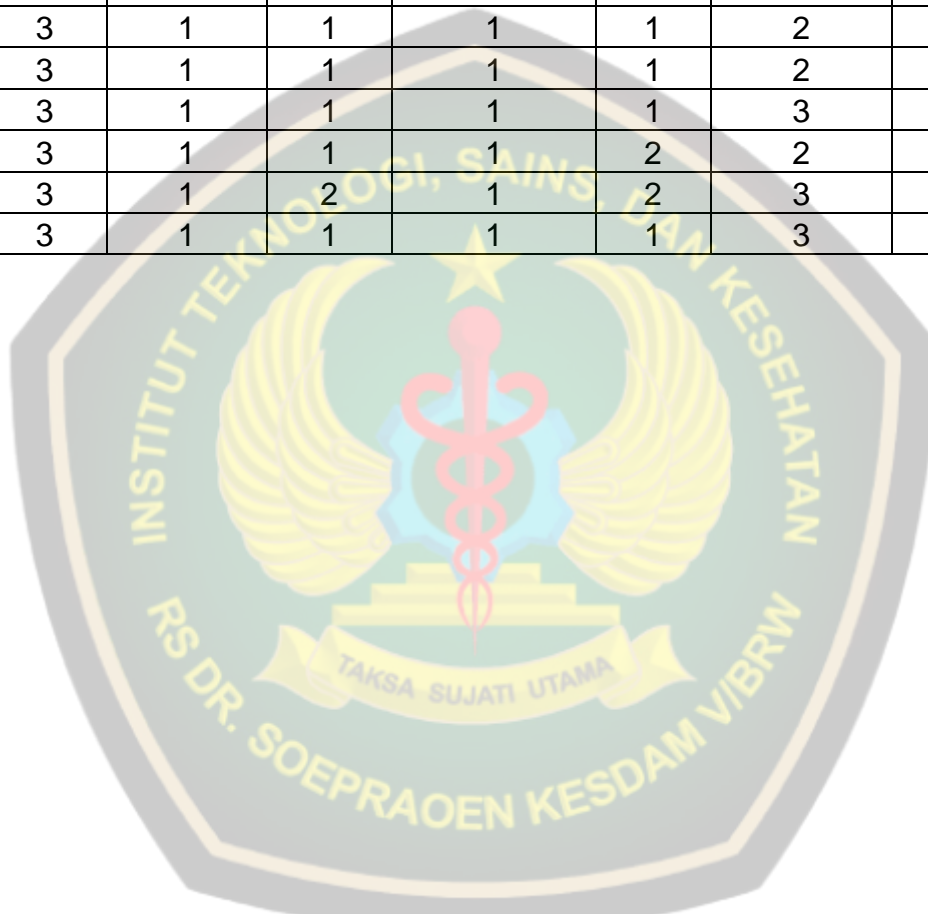 3 1 1 1 1 2
3 1 1 1 1 2
3 1 1 1 1 3
3 1 1 1 2 2
3 1 2 1 2 3
3 1 1 1 1 3
INSTITUT TEKNOLOGI, SAINS, DAN KESEHATAN
TAKSA SUJATI UTAMA
RS DR. SOEPRAOEN KESDAM V/BRW